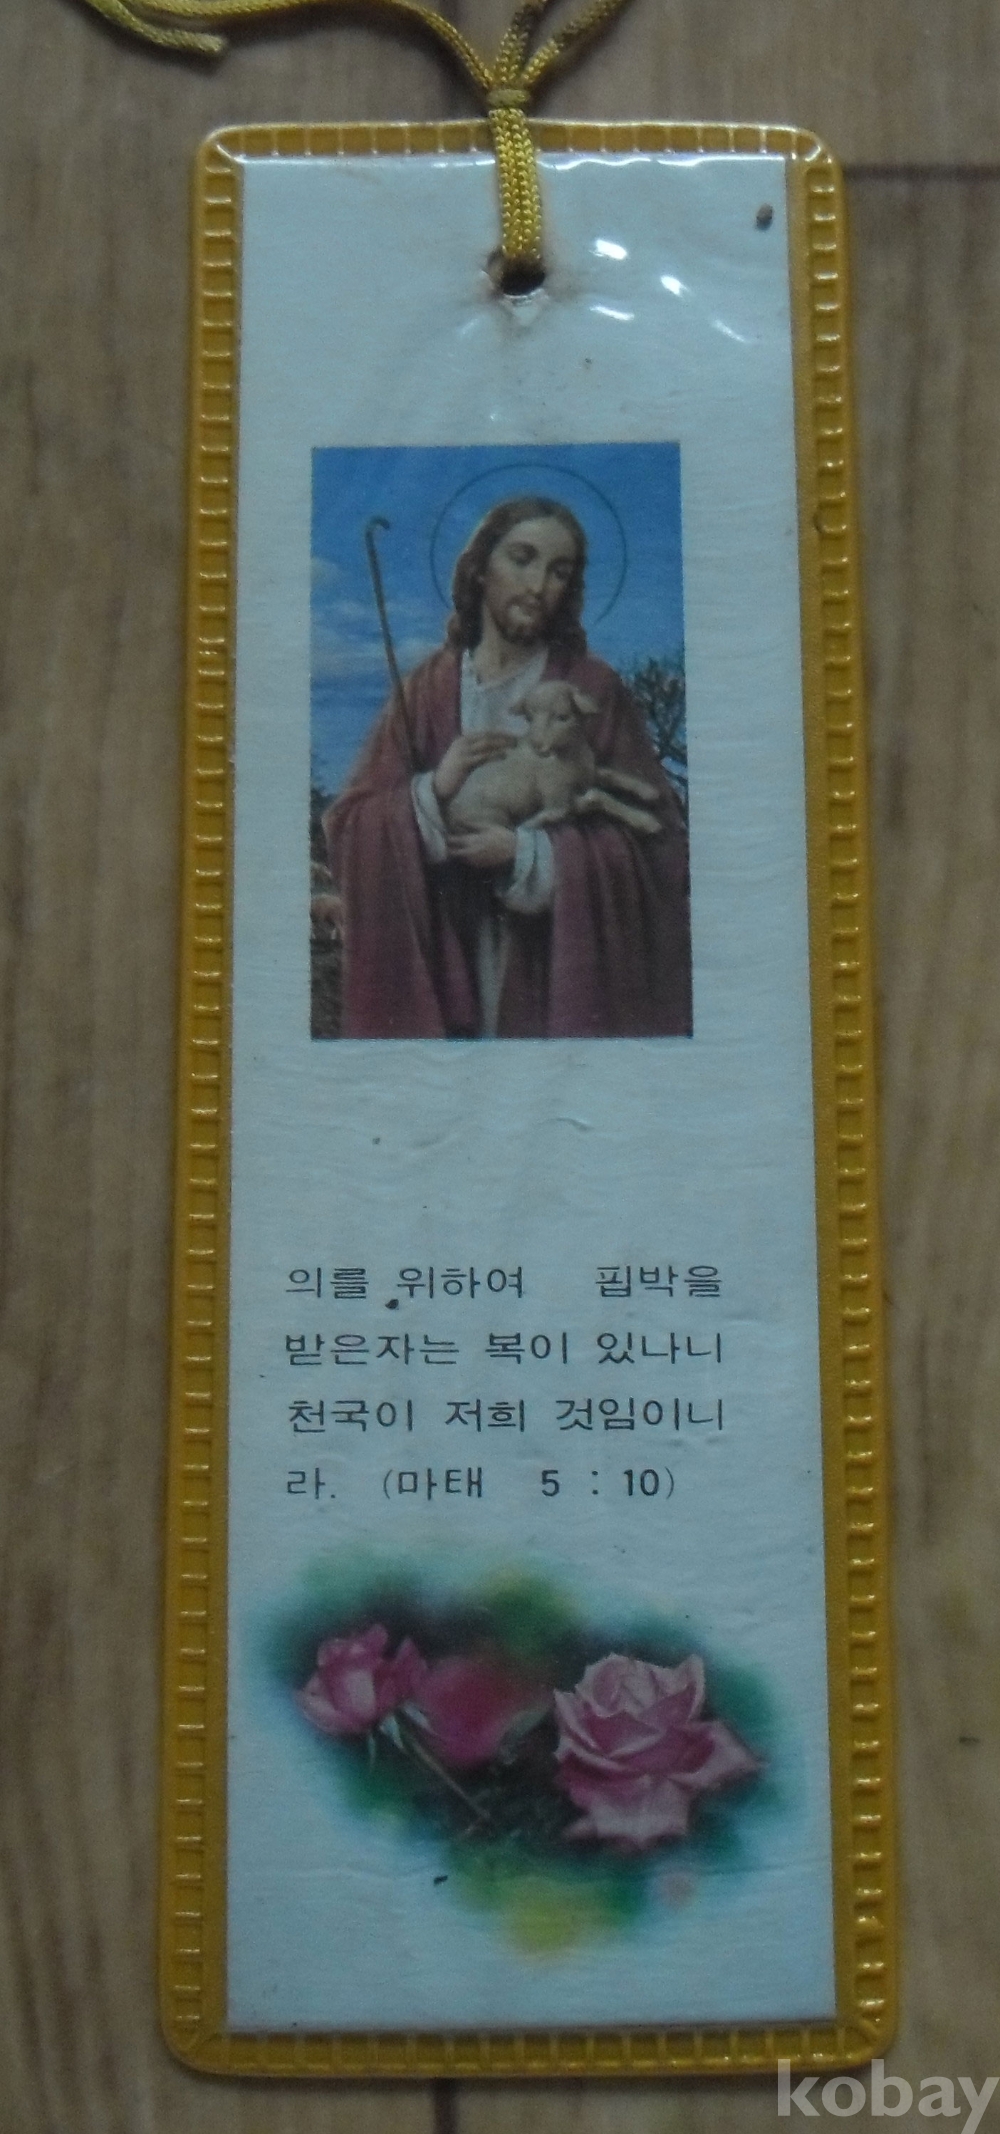 의를 위하여 핍박을
받은자는 복이 있나니
천국이 저희 것임이니
라. (마태 5 : 10)
kobay